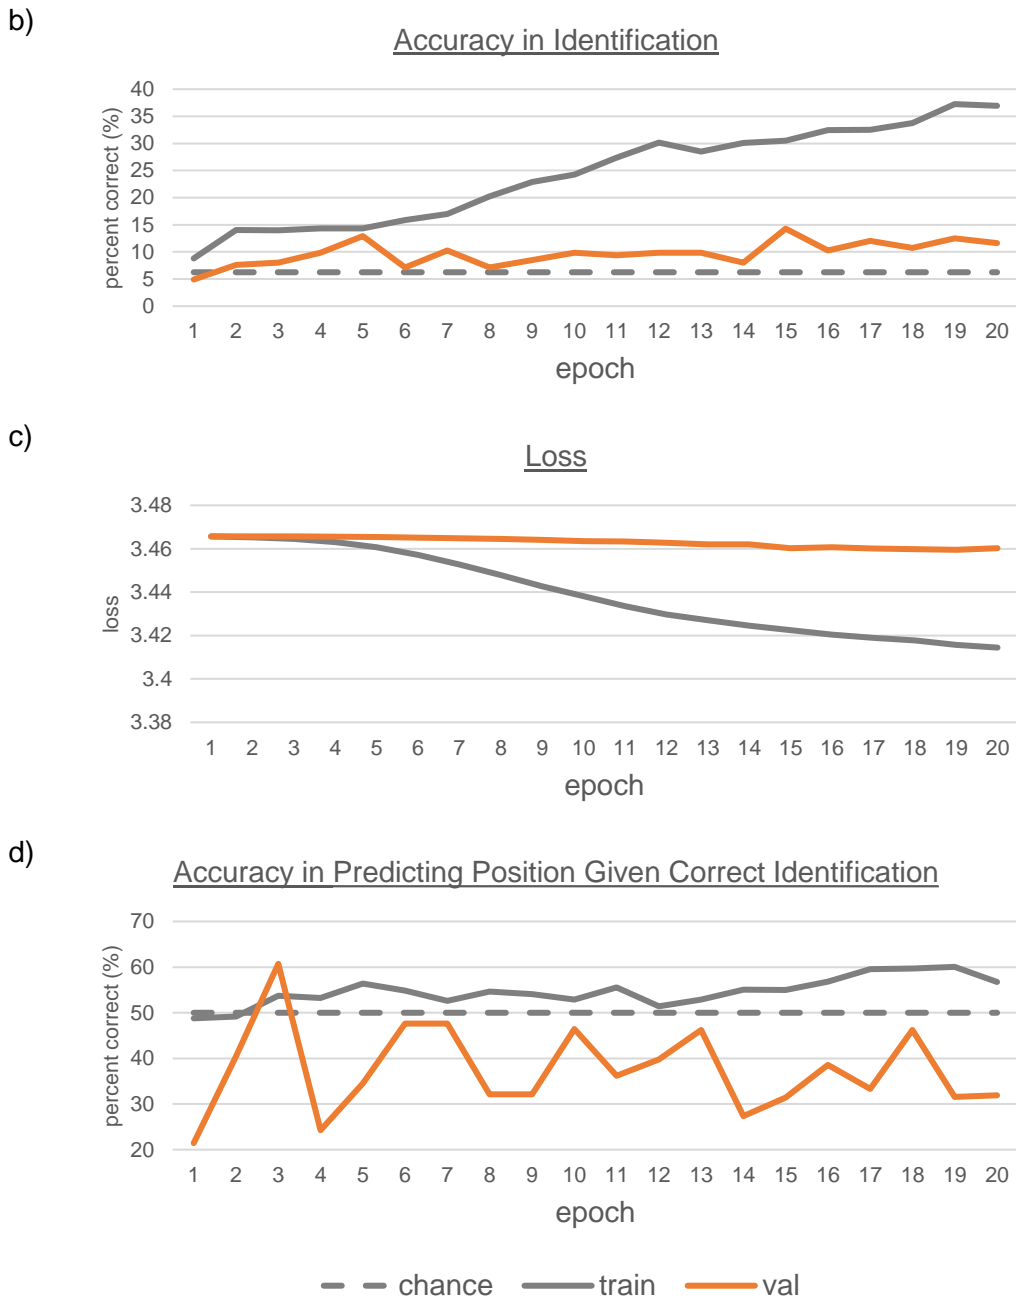 b)
Accuracy in Identification
percent correct (%)
40
35
30
25
20
15
10
5
0
1 2 3 4 5 6 7 8 9 10 11 12 13 14 15 16 17 18 19 20
epoch
c)
Loss
loss
3.48
3.46
3.44
3.42
3.4
3.38
1 2 3 4 5 6 7 8 9 10 11 12 13 14 15 16 17 18 19 20
epoch
d)
Accuracy in Predicting Position Given Correct Identification
percent correct (%)
70
60
50
40
30
20
1 2 3 4 5 6 7 8 9 10 11 12 13 14 15 16 17 18 19 20
epoch
chance train val